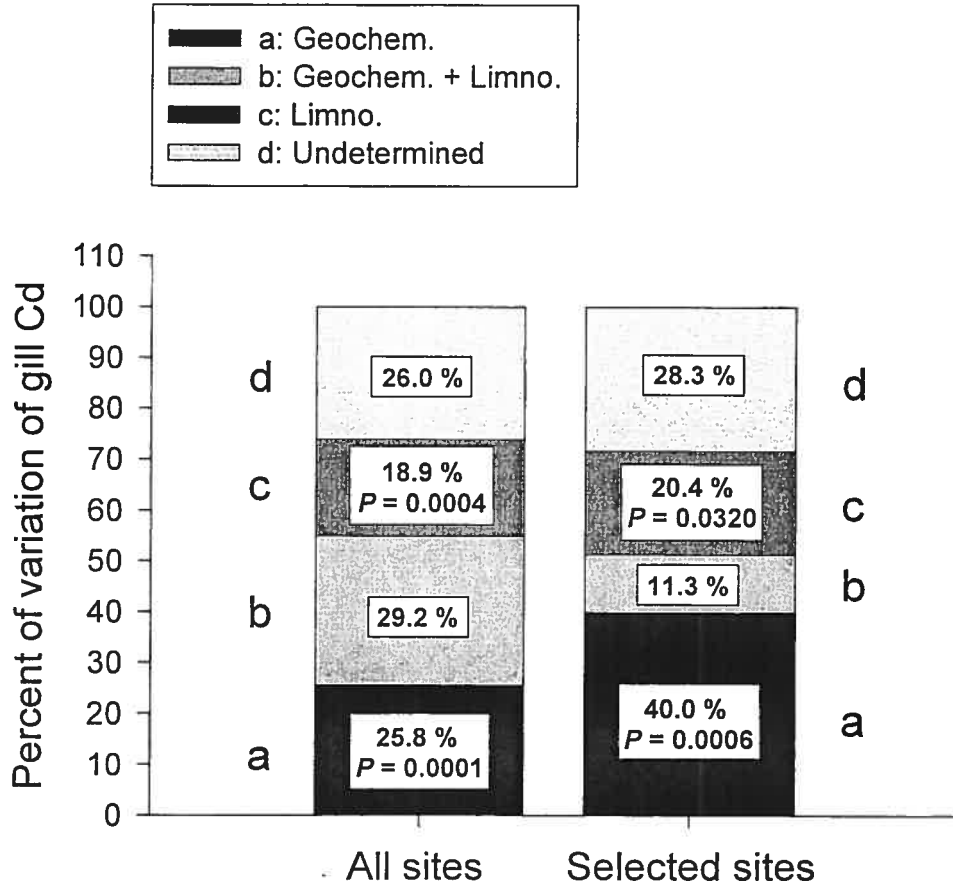 a: Geochem.
b: Geochem. + Limno.
c: Limno.
d: Undetermined
Percent of variation of gill Cd
110
100
90
80
70
60
50
40
30
20
10
0
d
c
b
a
26.0 %
18.9 %
P = 0.0004
29.2 %
25.8 %
P = 0.0001
28.3 %
20.4 %
P = 0.0320
11.3 %
40.0 %
P = 0.0006
d
c
b
a
All sites
Selected sites